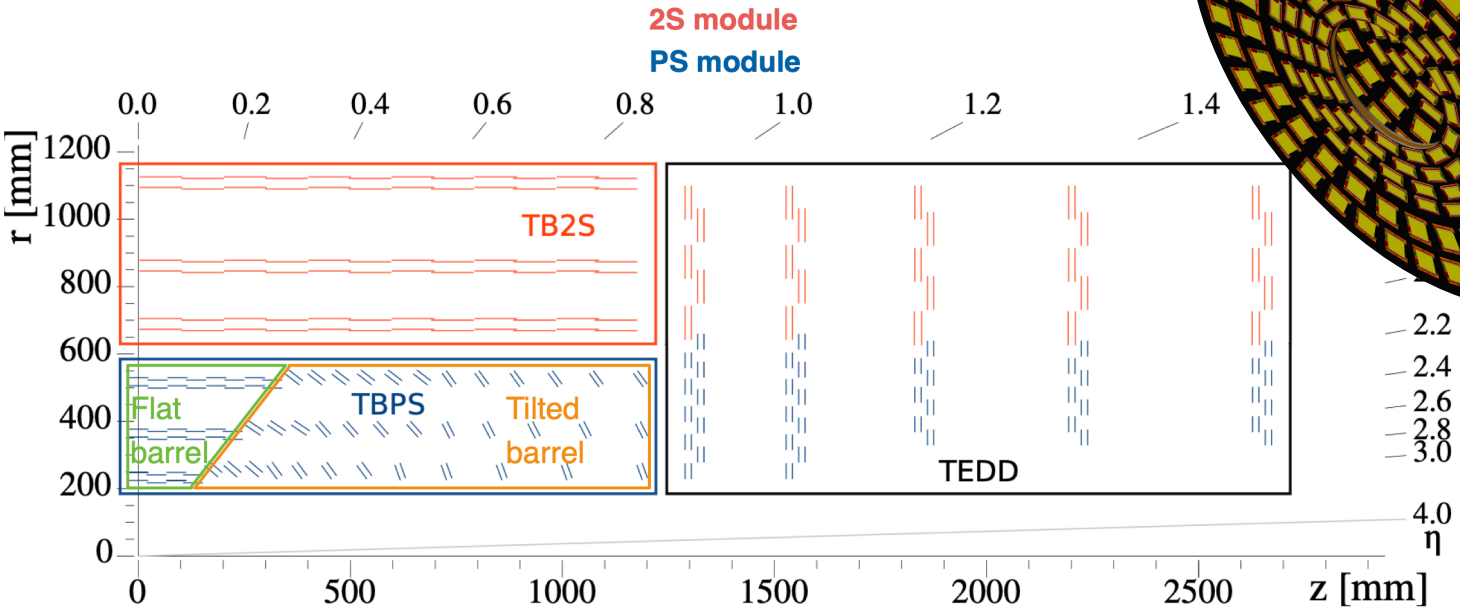 2S module
PS module
0.0 0.2 0.4 0.6 0.8 1.0 1.2 1.4
r [mm]
1200
1000
800
600
400
200
0
TB2S
TBPS
Flat
barrel
Tilted
barrel
TEDD
2.2
2.4
2.6
2.8
3.0
4.0
η
0 500 1000 1500 2000 2500 z [mm]